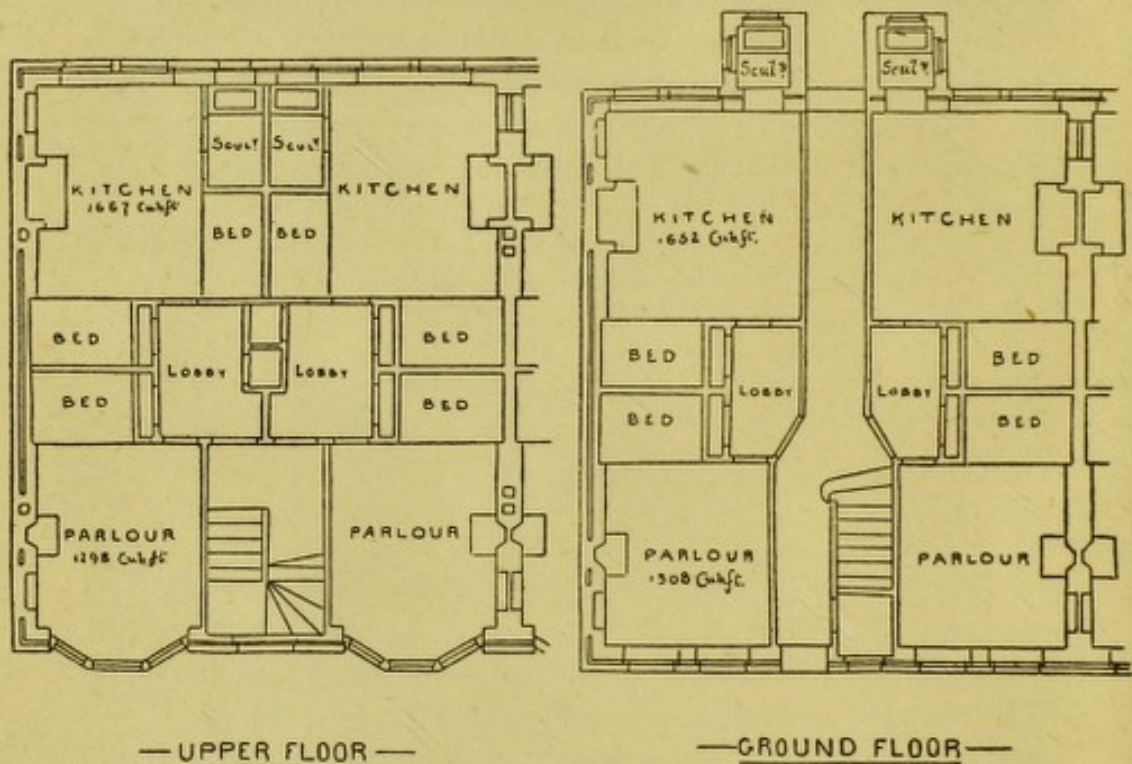 Scul.y
Scul.y
Scul.y
Scul.y
KITCHEN
1667 Cub.ft.
KITCHEN
BED
BED
KITCHEN
1652 Cub.ft.
KITCHEN
BED
LOBBY
LOBBY
BED
BED
BED
BED
LOBBY
LOBBY
BED
BED
BED
PARLOUR
1298 Cub.ft
PARLOUR
PARLOUR
1308 Cub.ft.
PARLOUR
— UPPER FLOOR —
— GROUND FLOOR —